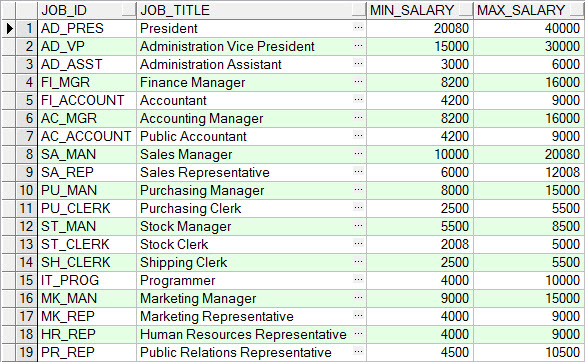 JOB_ID JOB_TITLE MIN_SALARY MAX_SALARY
1 AD_PRES President ... 20080 40000
2 AD_VP Administration Vice President ... 15000 30000
3 AD_ASST Administration Assistant ... 3000 6000
4 FI_MGR Finance Manager ... 8200 16000
5 FI_ACCOUNT Accountant ... 4200 9000
6 AC_MGR Accounting Manager ... 8200 16000
7 AC_ACCOUNT Public Accountant ... 4200 9000
8 SA_MAN Sales Manager ... 10000 20080
9 SA_REP Sales Representative ... 6000 12008
10 PU_MAN Purchasing Manager ... 8000 15000
11 PU_CLERK Purchasing Clerk ... 2500 5500
12 ST_MAN Stock Manager ... 5500 8500
13 ST_CLERK Stock Clerk ... 2008 5000
14 SH_CLERK Shipping Clerk ... 2500 5500
15 IT_PROG Programmer ... 4000 10000
16 MK_MAN Marketing Manager ... 9000 15000
17 MK_REP Marketing Representative ... 4000 9000
18 HR_REP Human Resources Representative ... 4000 9000
19 PR_REP Public Relations Representative ... 4500 10500